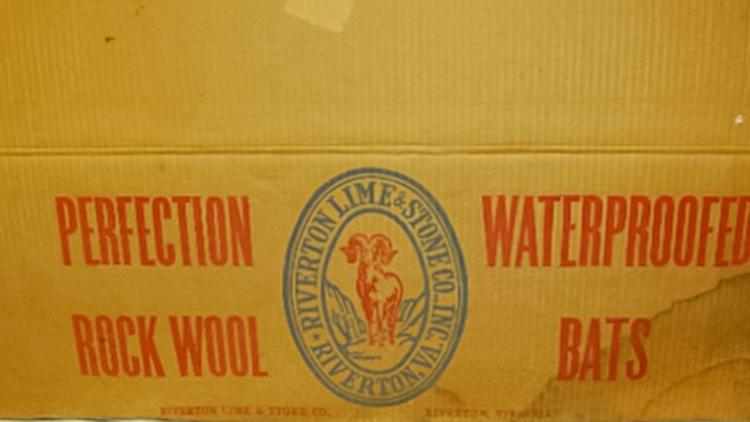 PERFECTION
ROCK WOOL
RIVERTON LIME & STONE CO. INC.
RIVERTON, VA.
WATERPROOFED
BATS
RIVERTON LIME & STONE CO.
RIVERTON, VIRGINIA